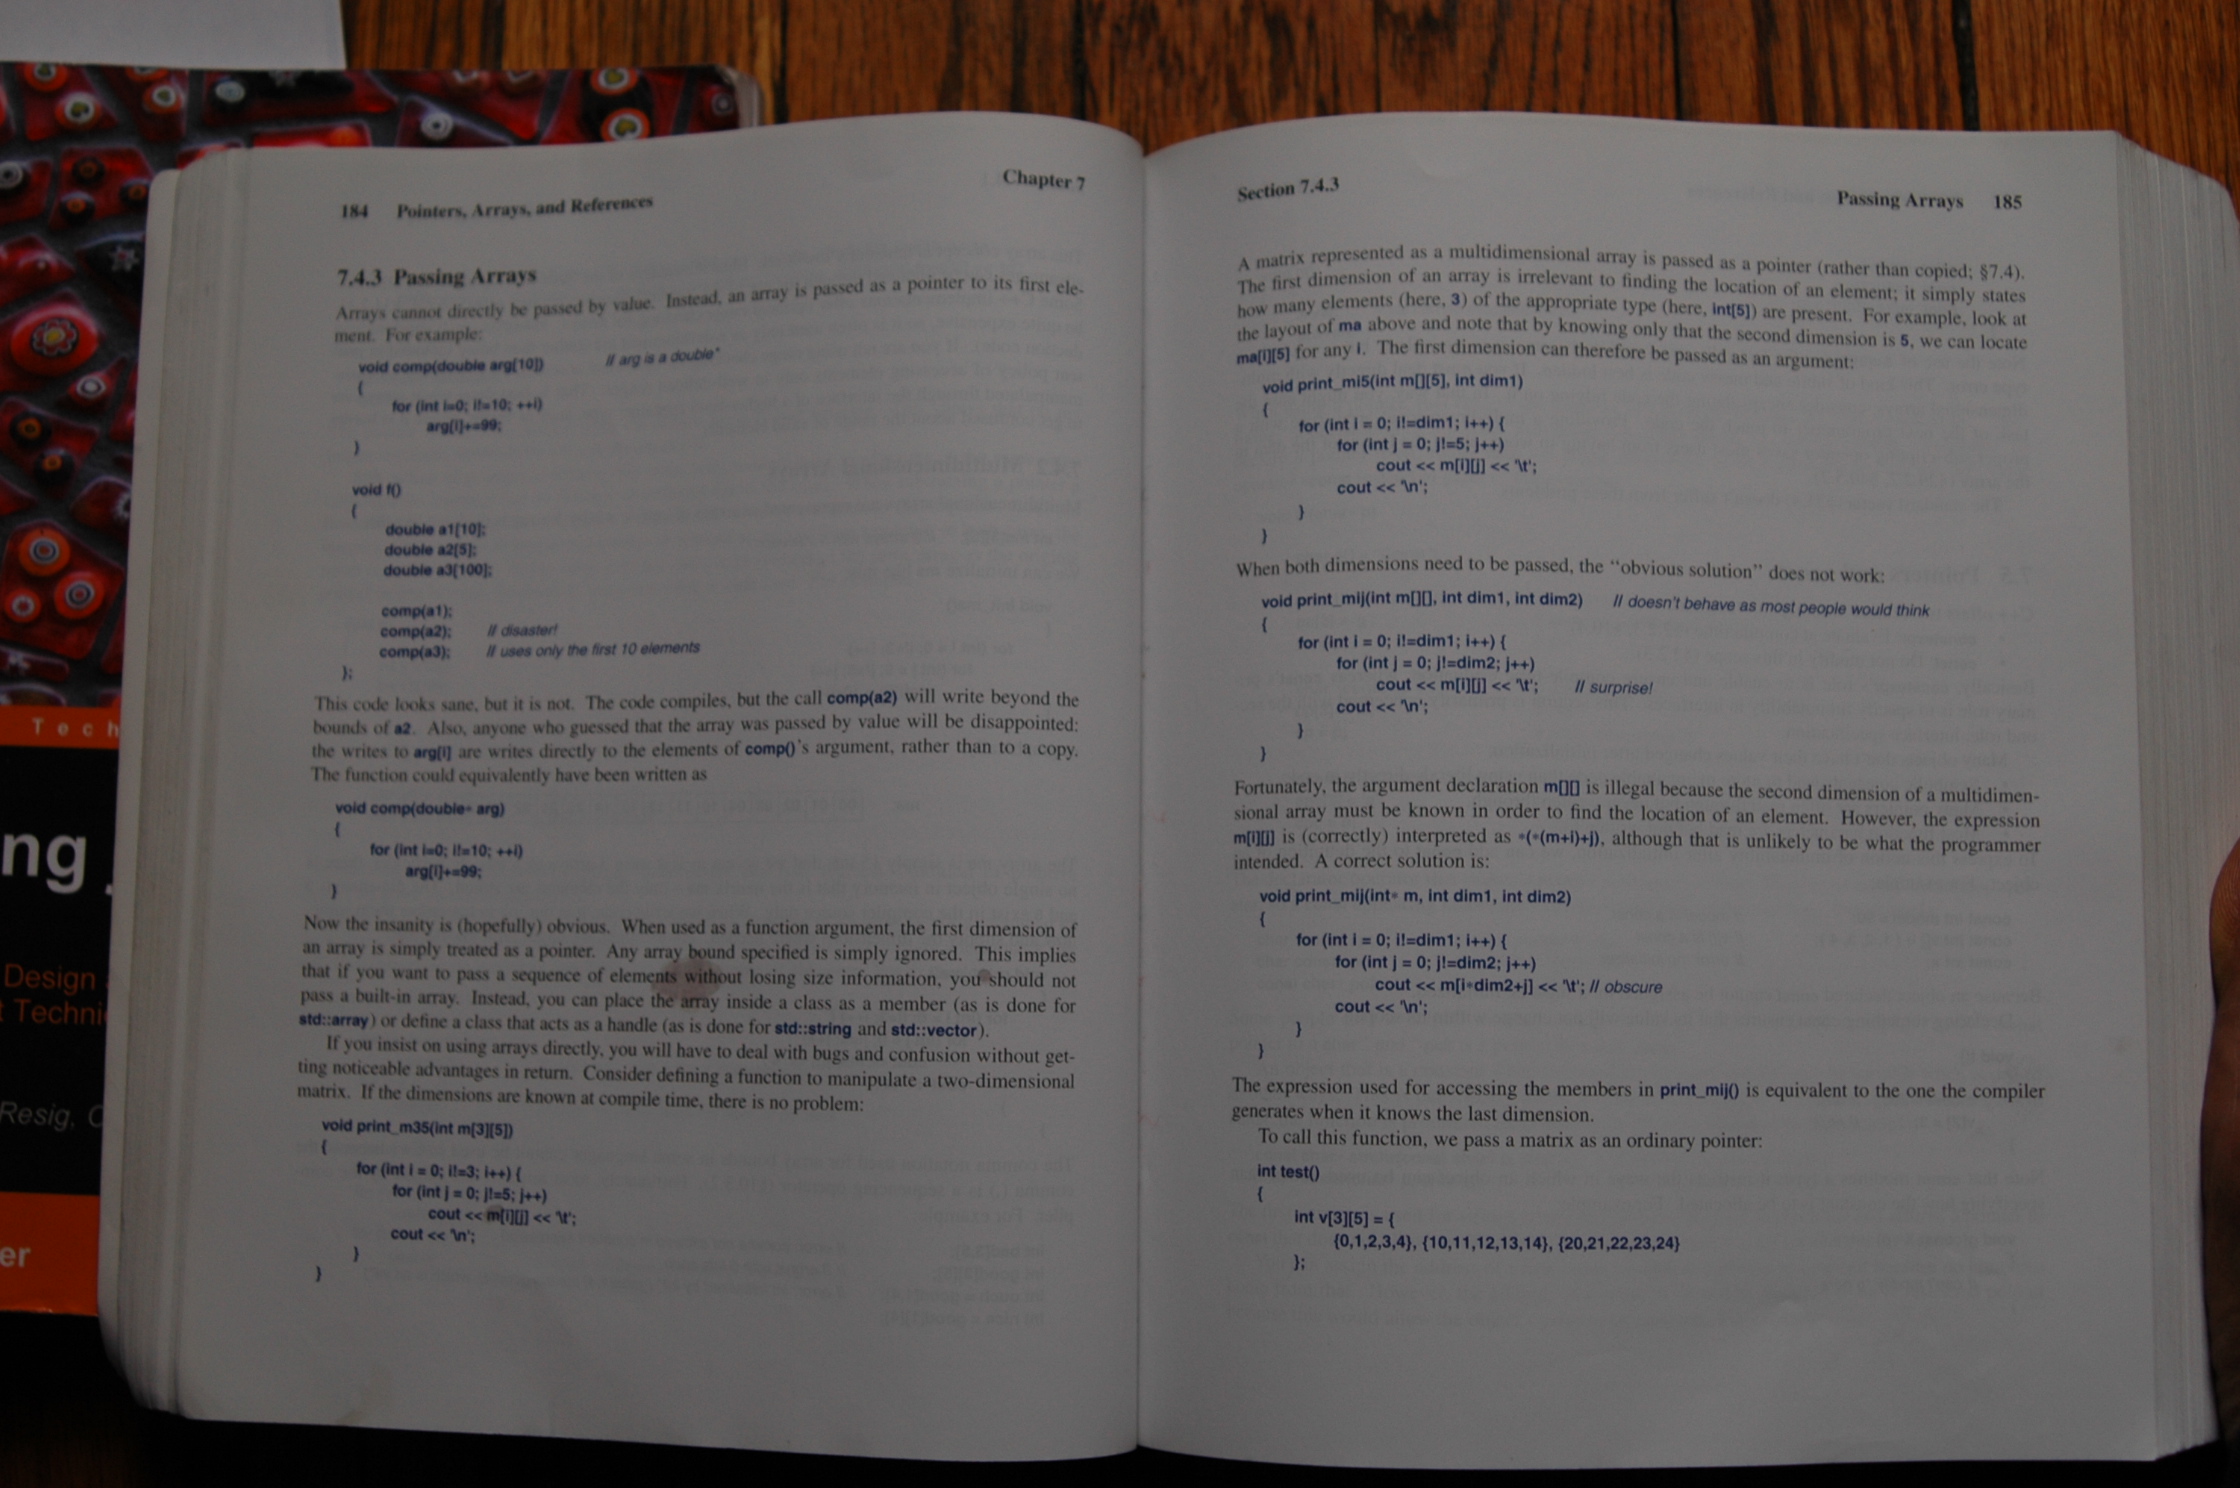 184 Pointers, Arrays, and References Chapter 7
7.4.3 Passing Arrays
Arrays cannot directly be passed by value. Instead, an array is passed as a pointer to its first ele-
ment. For example:
void comp(double arg[10]) // arg is a double*
{
for (int i=0; i!=10; ++i)
arg[i]+=99;
}
void f()
{
double a1[10];
double a2[5];
double a3[100];
comp(a1);
comp(a2); // disaster!
comp(a3); // uses only the first 10 elements
};
This code looks sane, but it is not. The code compiles, but the call comp(a2) will write beyond the
bounds of a2. Also, anyone who guessed that the array was passed by value will be disappointed:
the writes to arg[i] are writes directly to the elements of comp()'s argument, rather than to a copy.
The function could equivalently have been written as
void comp(double* arg)
{
for (int i=0; i!=10; ++i)
arg[i]+=99;
}
Now the insanity is (hopefully) obvious. When used as a function argument, the first dimension of
an array is simply treated as a pointer. Any array bound specified is simply ignored. This implies
that if you want to pass a sequence of elements without losing size information, you should not
pass a built-in array. Instead, you can place the array inside a class as a member (as is done for
std::array) or define a class that acts as a handle (as is done for std::string and std::vector).
If you insist on using arrays directly, you will have to deal with bugs and confusion without get-
ting noticeable advantages in return. Consider defining a function to manipulate a two-dimensional
matrix. If the dimensions are known at compile time, there is no problem:
void print_m35(int m[3][5])
{
for (int i = 0; i!=3; i++) {
for (int j = 0; j!=5; j++)
cout << m[i][j] << '\t';
cout << '\n';
}
}
Section 7.4.3 Passing Arrays 185
A matrix represented as a multidimensional array is passed as a pointer (rather than copied; §7.4).
The first dimension of an array is irrelevant to finding the location of an element; it simply states
how many elements (here, 3) of the appropriate type (here, int[5]) are present. For example, look at
the layout of ma above and note that by knowing only that the second dimension is 5, we can locate
ma[i][5] for any i. The first dimension can therefore be passed as an argument:
void print_mi5(int m[][5], int dim1)
{
for (int i = 0; i!=dim1; i++) {
for (int j = 0; j!=5; j++)
cout << m[i][j] << '\t';
cout << '\n';
}
}
When both dimensions need to be passed, the "obvious solution" does not work:
void print_mij(int m[][], int dim1, int dim2) // doesn't behave as most people would think
{
for (int i = 0; i!=dim1; i++) {
for (int j = 0; j!=dim2; j++)
cout << m[i][j] << '\t'; // surprise!
cout << '\n';
}
}
Fortunately, the argument declaration m[][] is illegal because the second dimension of a multidimen-
sional array must be known in order to find the location of an element. However, the expression
m[i][j] is (correctly) interpreted as *(*(m+i)+j), although that is unlikely to be what the programmer
intended. A correct solution is:
void print_mij(int* m, int dim1, int dim2)
{
for (int i = 0; i!=dim1; i++) {
for (int j = 0; j!=dim2; j++)
cout << m[i*dim2+j] << '\t'; // obscure
cout << '\n';
}
}
The expression used for accessing the members in print_mij() is equivalent to the one the compiler
generates when it knows the last dimension.
To call this function, we pass a matrix as an ordinary pointer:
int test()
{
int v[3][5] = {
{0,1,2,3,4}, {10,11,12,13,14}, {20,21,22,23,24}
};
Tech
ng
Design
Techni
Resig,
er